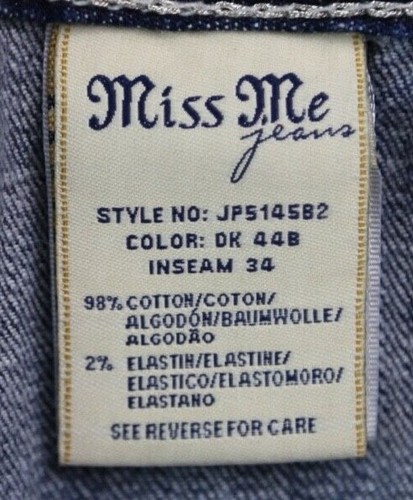 Miss Me
jeans
STYLE NO: JP5145B2
COLOR: DK 44B
INSEAM 34
98% COTTON/COTON/
ALGODÓN/BAUMWOLLE/
ALGODÃO
2% ELASTIN/ELASTINE/
ELASTICO/ELASTOMORO/
ELASTANO
SEE REVERSE FOR CARE